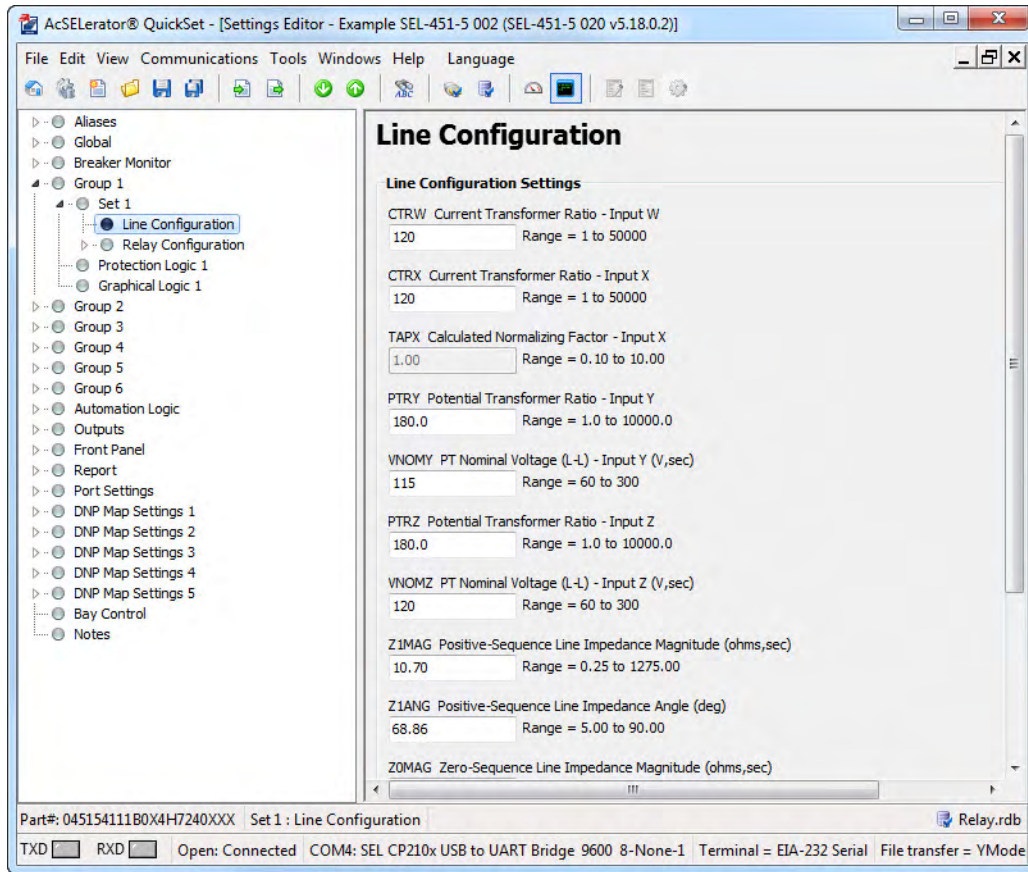 AcSELerator® QuickSet - [Settings Editor - Example SEL-451-5 002 (SEL-451-5 020 v5.18.0.2)]
File Edit View Communications Tools Windows Help Language
Aliases
Global
Breaker Monitor
Group 1
Set 1
Line Configuration
Relay Configuration
Protection Logic 1
Graphical Logic 1
Group 2
Group 3
Group 4
Group 5
Group 6
Automation Logic
Outputs
Front Panel
Report
Port Settings
DNP Map Settings 1
DNP Map Settings 2
DNP Map Settings 3
DNP Map Settings 4
DNP Map Settings 5
Bay Control
Notes
Line Configuration
Line Configuration Settings
CTRW Current Transformer Ratio - Input W
120 Range = 1 to 50000
CTRX Current Transformer Ratio - Input X
120 Range = 1 to 50000
TAPX Calculated Normalizing Factor - Input X
1.00 Range = 0.10 to 10.00
PTRY Potential Transformer Ratio - Input Y
180.0 Range = 1.0 to 10000.0
VNOMY PT Nominal Voltage (L-L) - Input Y (V,sec)
115 Range = 60 to 300
PTRZ Potential Transformer Ratio - Input Z
180.0 Range = 1.0 to 10000.0
VNOMZ PT Nominal Voltage (L-L) - Input Z (V,sec)
120 Range = 60 to 300
Z1MAG Positive-Sequence Line Impedance Magnitude (ohms,sec)
10.70 Range = 0.25 to 1275.00
Z1ANG Positive-Sequence Line Impedance Angle (deg)
68.86 Range = 5.00 to 90.00
Z0MAG Zero-Sequence Line Impedance Magnitude (ohms,sec)
Part#: 045154111B0X4H7240XXX Set 1 : Line Configuration Relay.rdb
TXD RXD Open: Connected COM4: SEL CP210x USB to UART Bridge 9600 8-None-1 Terminal = EIA-232 Serial File transfer = YMode